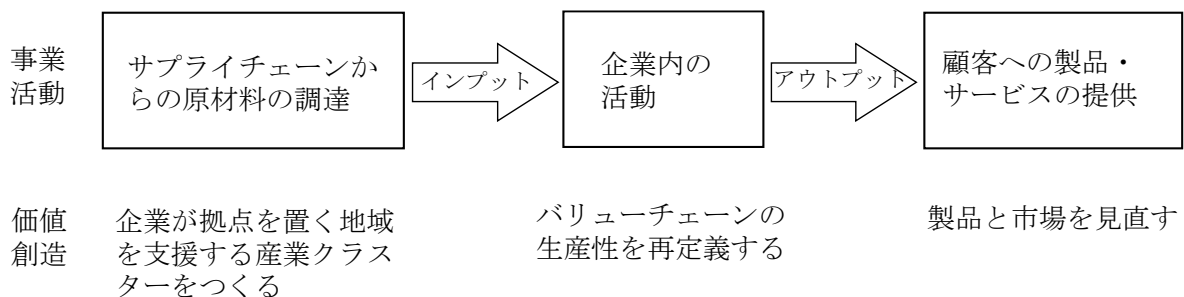 事業
活動
サプライチェーンか
らの原材料の調達
インプット
企業内の
活動
アウトプット
顧客への製品・
サービスの提供
価値
創造
企業が拠点を置く地域
を支援する産業クラス
ターをつくる
バリューチェーンの
生産性を再定義する
製品と市場を見直す